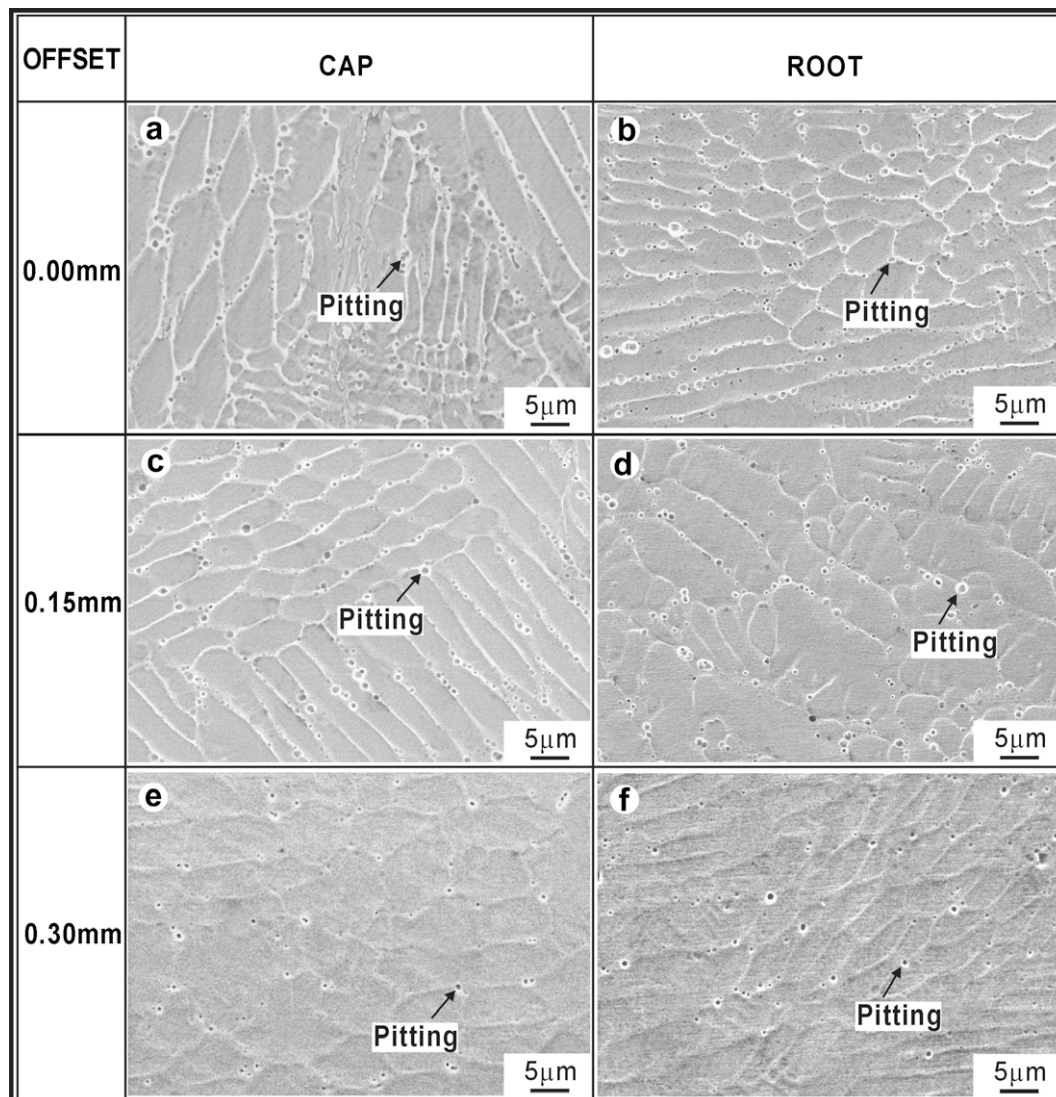 OFFSET CAP ROOT
0.00mm
a
Pitting
5μm
b
Pitting
5μm
0.15mm
c
Pitting
5μm
d
Pitting
5μm
0.30mm
e
Pitting
5μm
f
Pitting
5μm